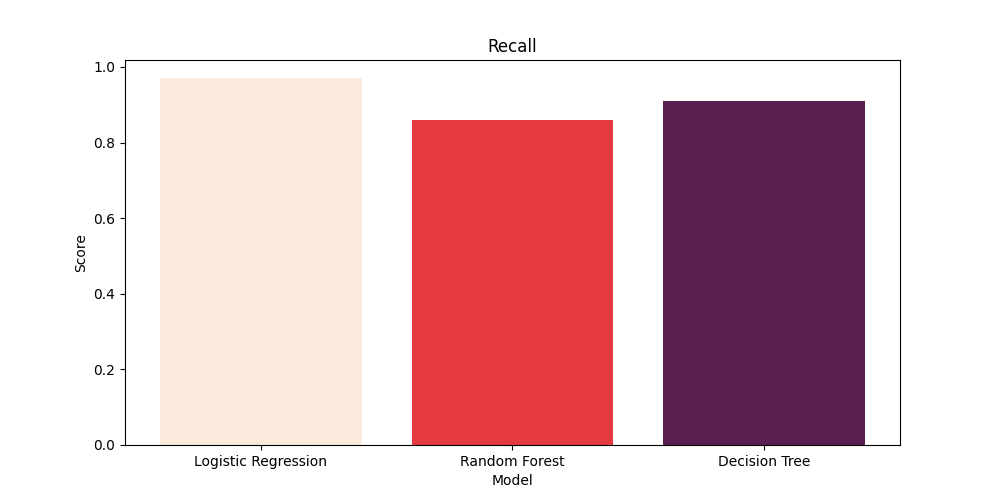 Recall
1.0
0.8
0.6
0.4
0.2
0.0
Score
Logistic Regression
Random Forest
Decision Tree
Model